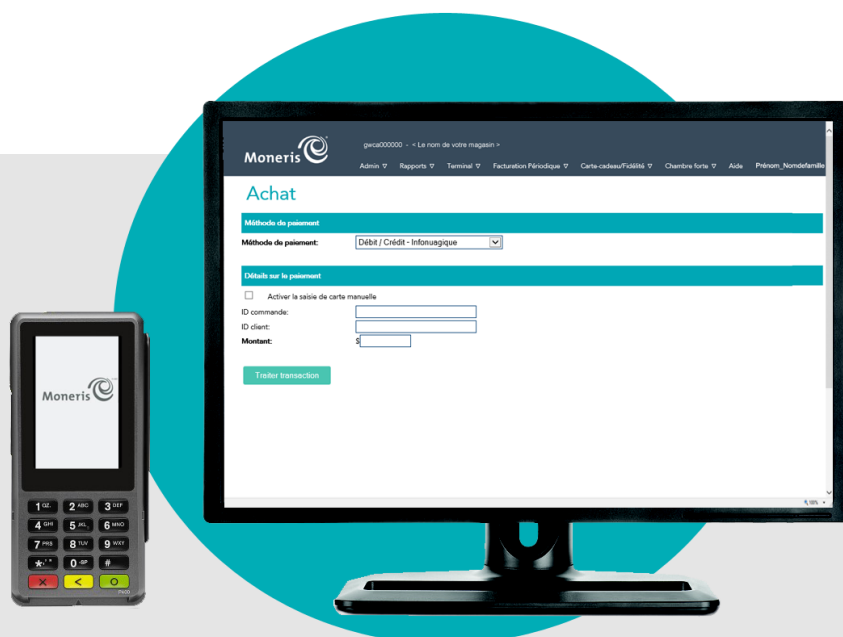 gwca000000 - < Le nom de votre magasin >
Moneris
Admin ▽ Rapports ▽ Terminal ▽ Facturation Périodique ▽ Carte-cadeau/Fidélité ▽ Chambre forte ▽ Aide Prénom_Nomdefamille
Achat
Méthode de paiement
Méthode de paiement: Débit / Crédit - Infonuagique
Détails sur le paiement
Activer la saisie de carte manuelle
ID commande:
ID client:
Montant: $
Traiter transaction
100%
Moneris
1 QZ. 2 ABC 3 DEF
4 GHI 5 JKL 6 MNO
7 PRS 8 TUV 9 WXY
0 #
P400